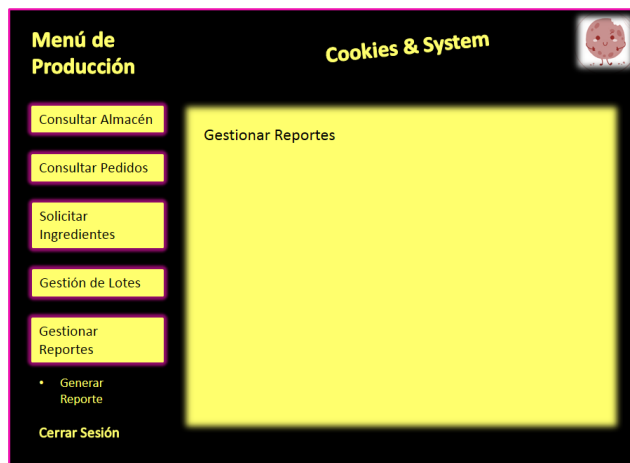 Menú de
Producción
Cookies & System
Consultar Almacén
Consultar Pedidos
Solicitar
Ingredientes
Gestión de Lotes
Gestionar
Reportes
• Generar
Reporte
Cerrar Sesión
Gestionar Reportes